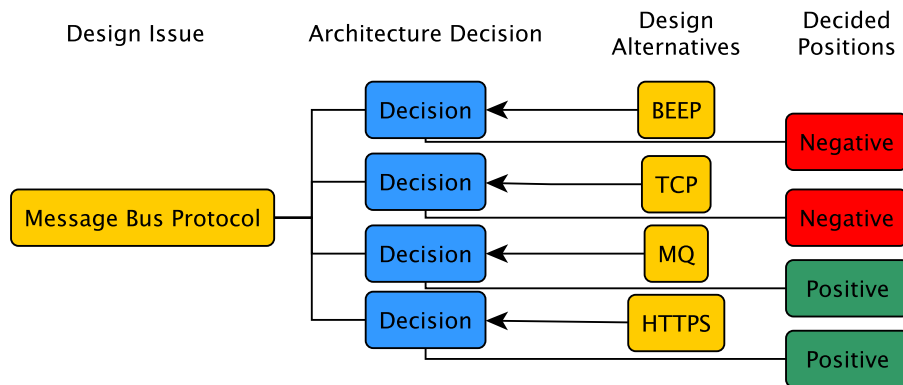 Design Issue
Architecture Decision
Design
Alternatives
Decided
Positions
Decision
BEEP
Negative
Decision
TCP
Message Bus Protocol
Negative
Decision
MQ
Positive
Decision
HTTPS
Positive